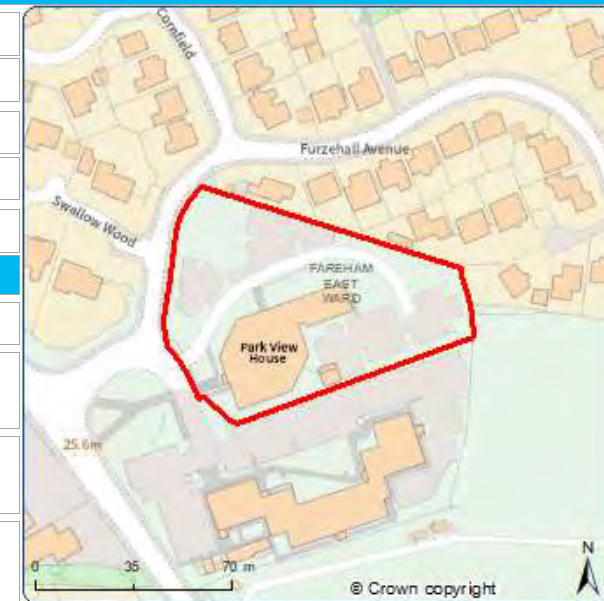 Cornfield
Furzehall Avenue
Swallow Wood
FAREHAM
EAST
WARD
Park View
House
25.6m
0 35 70 m
N
© Crown copyright